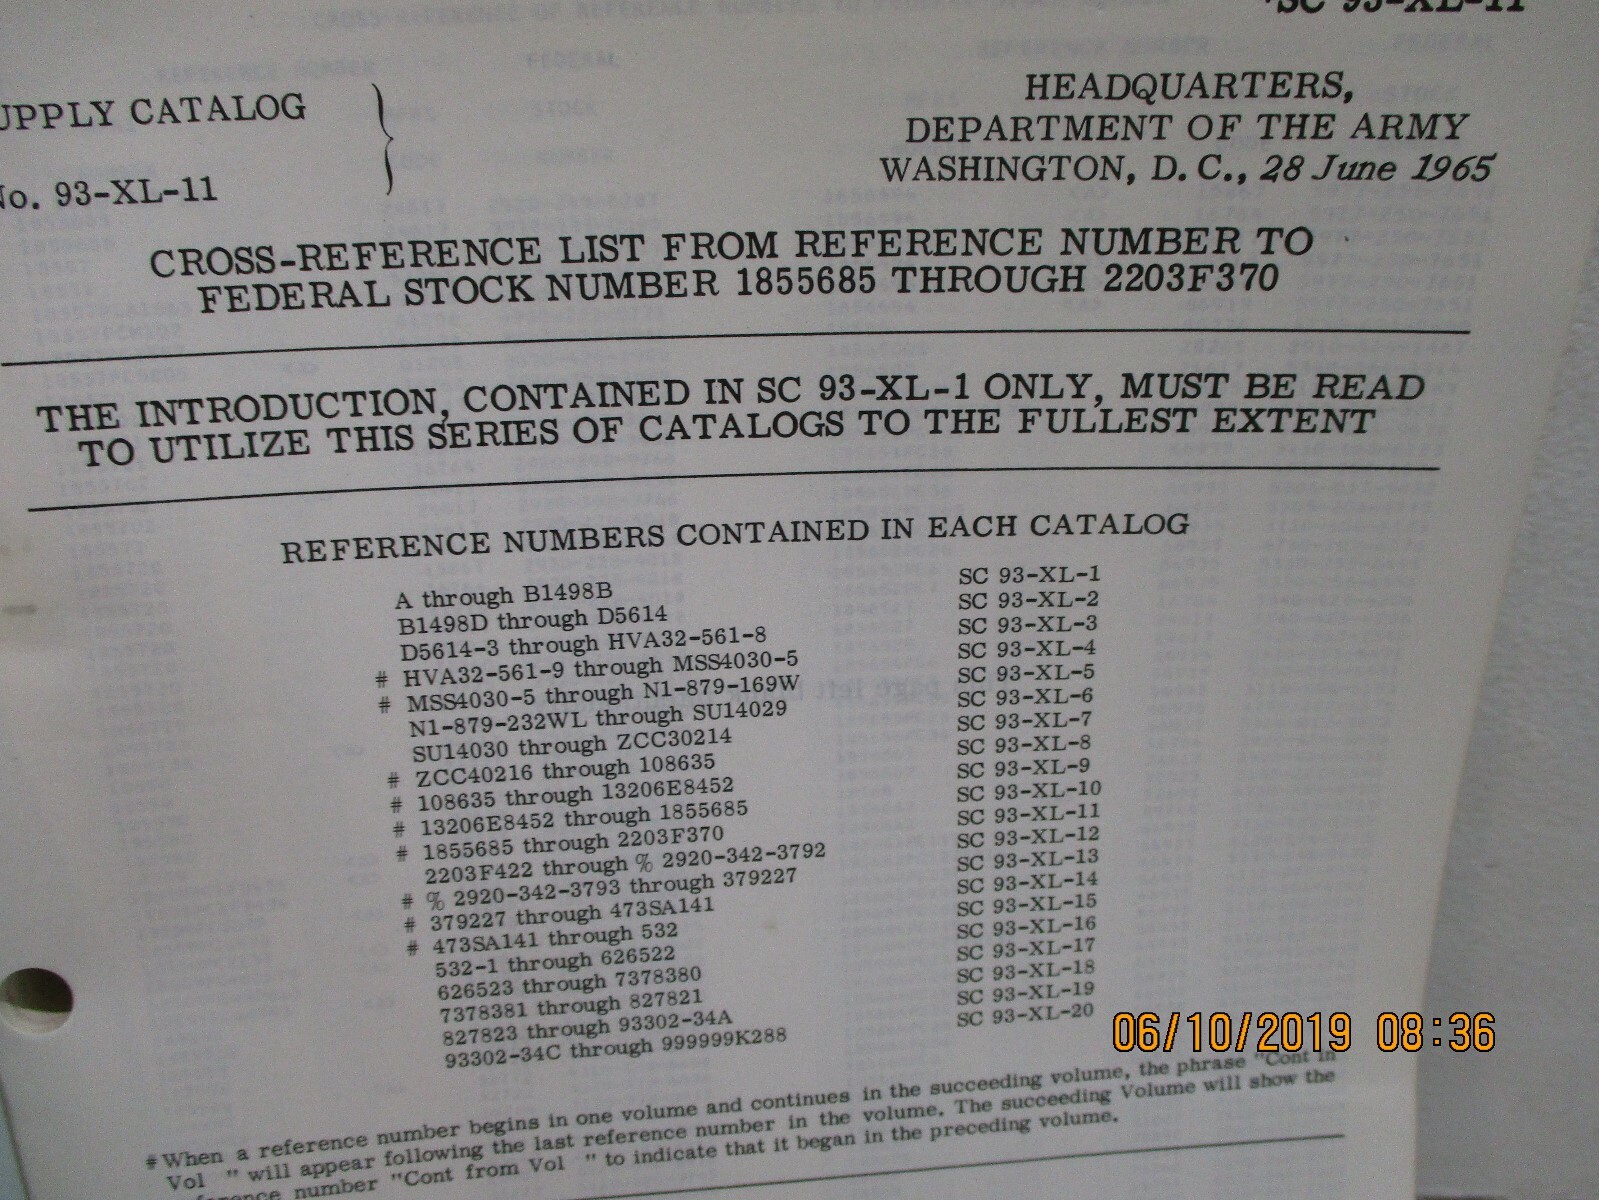 SC 93-XL-11
UPPLY CATALOG
No. 93-XL-11
HEADQUARTERS,
DEPARTMENT OF THE ARMY
WASHINGTON, D. C., 28 June 1965
CROSS-REFERENCE LIST FROM REFERENCE NUMBER TO
FEDERAL STOCK NUMBER 1855685 THROUGH 2203F370
THE INTRODUCTION, CONTAINED IN SC 93-XL-1 ONLY, MUST BE READ
TO UTILIZE THIS SERIES OF CATALOGS TO THE FULLEST EXTENT
REFERENCE NUMBERS CONTAINED IN EACH CATALOG
A through B1498B SC 93-XL-1
B1498D through D5614 SC 93-XL-2
D5614-3 through HVA32-561-8 SC 93-XL-3
# HVA32-561-9 through MSS4030-5 SC 93-XL-4
# MSS4030-5 through N1-879-169W SC 93-XL-5
N1-879-232WL through SU14029 SC 93-XL-6
SU14030 through ZCC30214 SC 93-XL-7
# ZCC40216 through 108635 SC 93-XL-8
# 108635 through 13206E8452 SC 93-XL-9
# 13206E8452 through 1855685 SC 93-XL-10
# 1855685 through 2203F370 SC 93-XL-11
2203F422 through % 2920-342-3792 SC 93-XL-12
# % 2920-342-3793 through 379227 SC 93-XL-13
# 379227 through 473SA141 SC 93-XL-14
# 473SA141 through 532 SC 93-XL-15
532-1 through 626522 SC 93-XL-16
626523 through 7378380 SC 93-XL-17
7378381 through 827821 SC 93-XL-18
827823 through 93302-34A SC 93-XL-19
93302-34C through 999999K288 SC 93-XL-20
06/10/2019 08:36
#When a reference number begins in one volume and continues in the succeeding volume, the phrase "Cont in
Vol " will appear following the last reference number in the volume. The succeeding Volume will show the
ference number "Cont from Vol " to indicate that it began in the preceding volume.